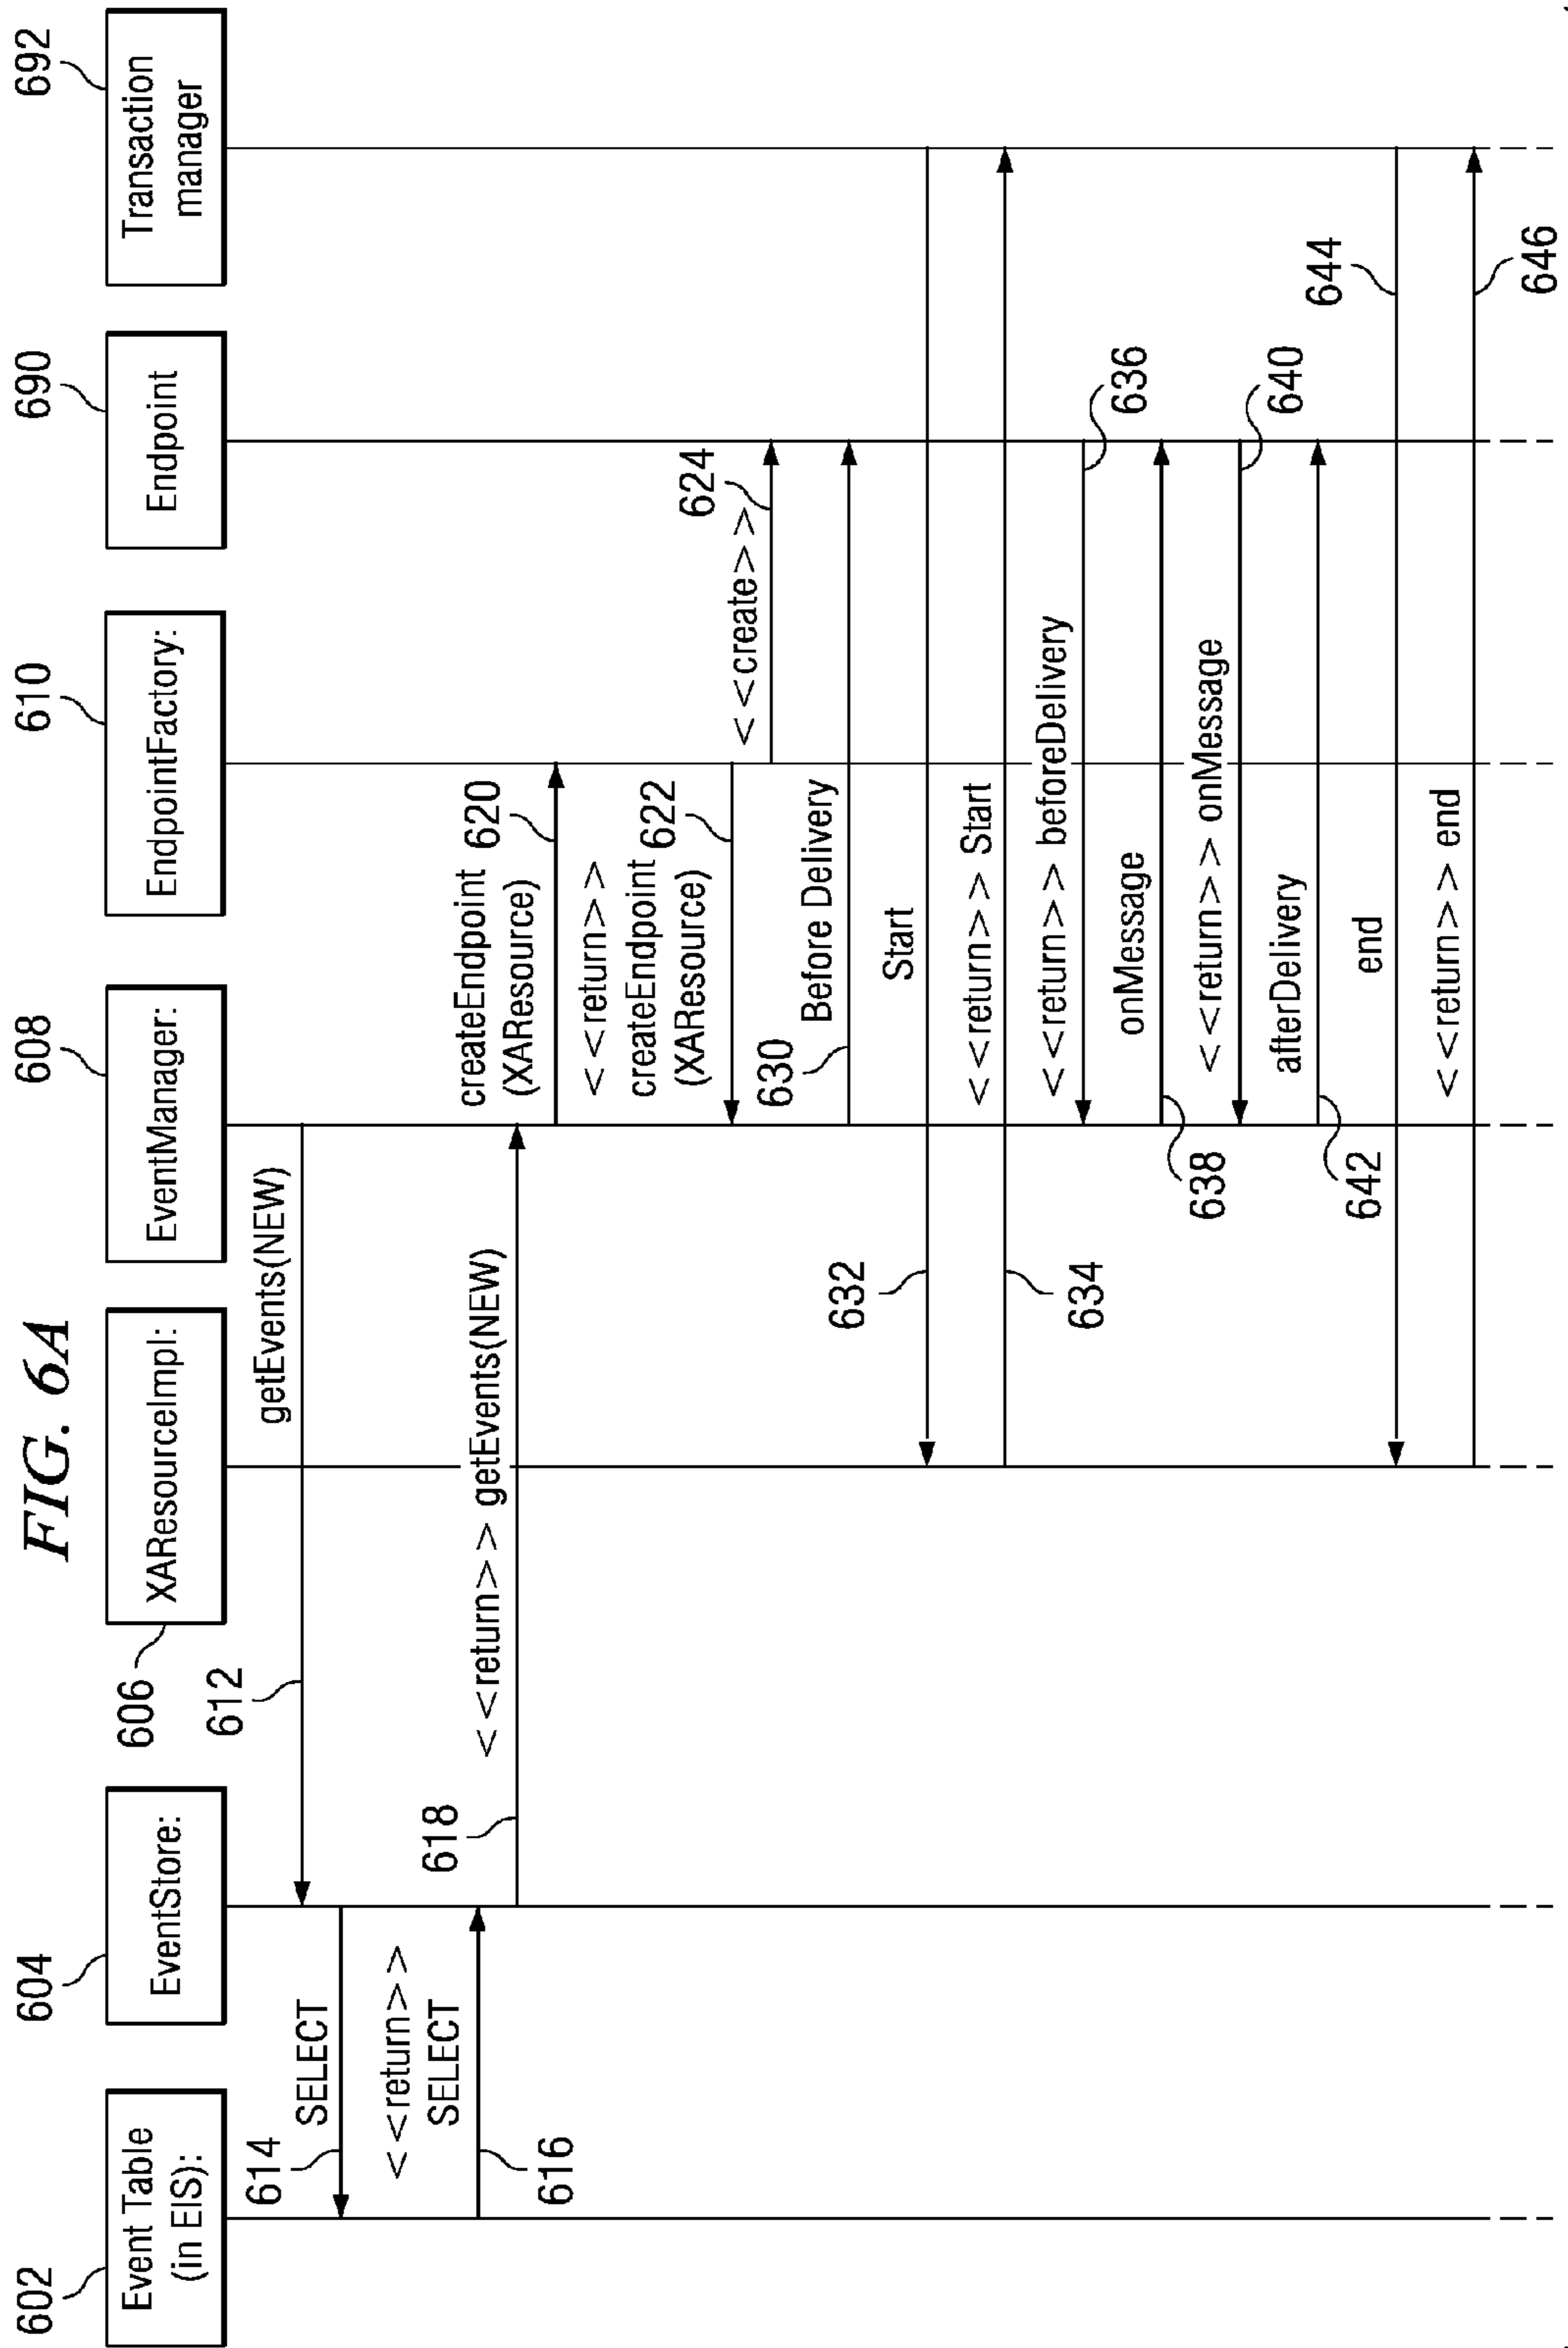 FIG. 6A
602
604
606
608
610
690
692
Event Table
(in EIS):
EventStore:
XAResourceImpl:
EventManager:
EndpointFactory:
Endpoint
Transaction
manager
612
getEvents(NEW)
614
SELECT
<<return>>
SELECT
616
618
<<return>> getEvents(NEW)
createEndpoint
(XAResource)
620
<<return>>
createEndpoint
(XAResource)
622
<<create>>
624
630
Before Delivery
632
Start
634
<<return>> Start
<<return>> beforeDelivery
636
onMessage
638
<<return>> onMessage
640
afterDelivery
642
end
644
<<return>> end
646